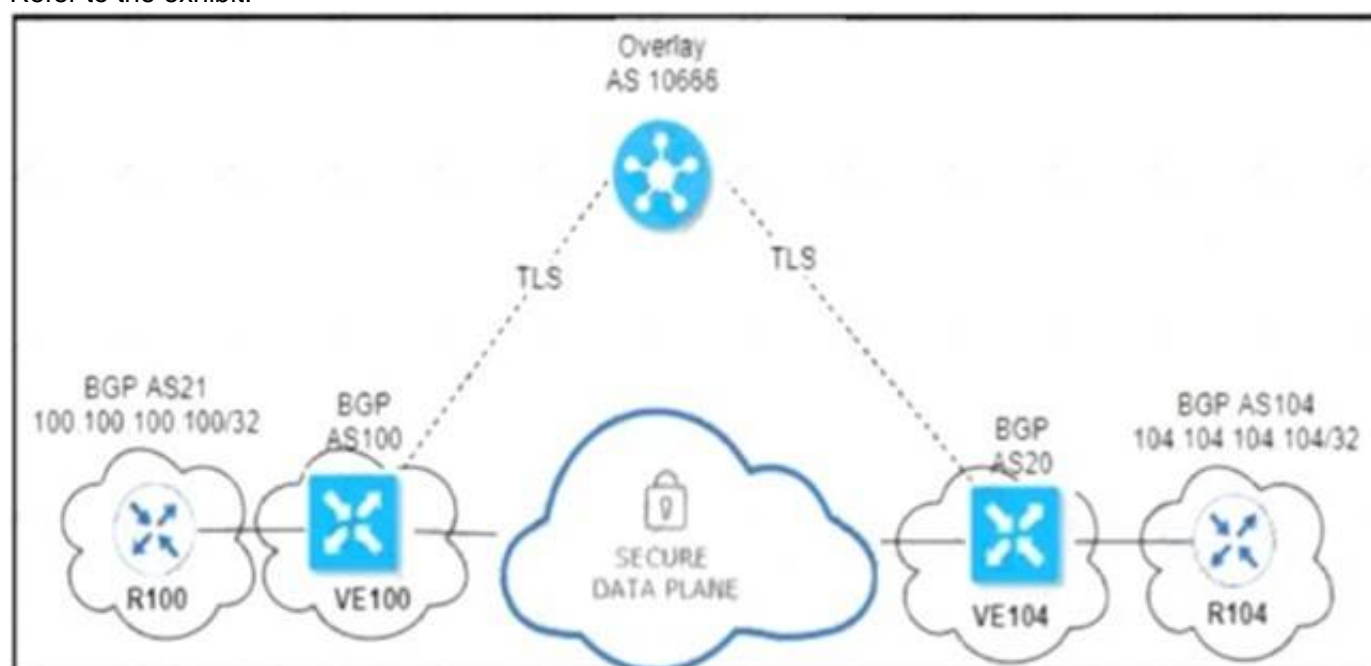 Refer to the exhibit.
Overlay
AS 10666
TLS
TLS
BGP AS21
100 100 100 100/32
BGP
AS100
BGP
AS20
BGP AS104
104 104 104 104/32
SECURE
DATA PLANE
R100
VE100
VE104
R104